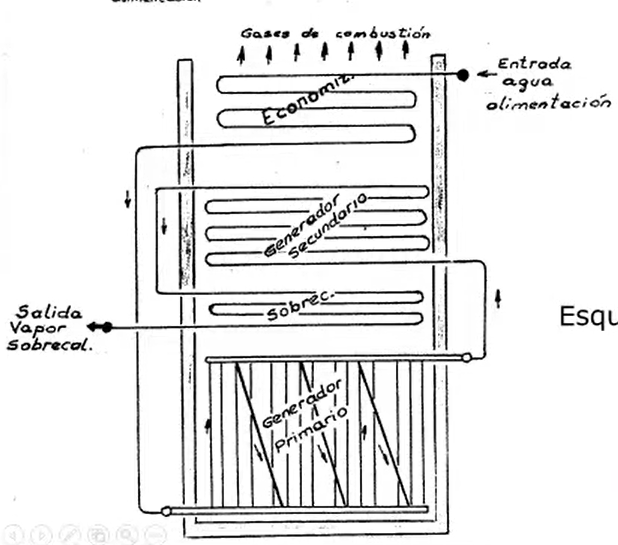 Gases de combustión
Entrada
agua
alimentación
Economiz.
Generador
Secundario
Sobrec.
Salida
Vapor
Sobrecal.
Esqu
Generador
Primario